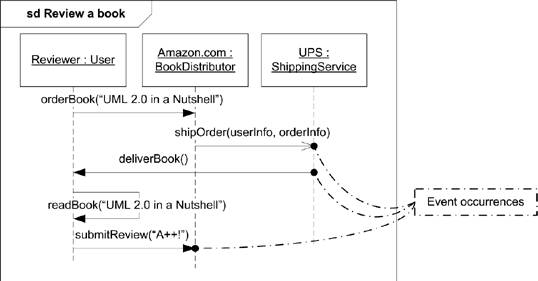 sd Review a book
Reviewer : User
Amazon.com :
BookDistributor
UPS :
ShippingService
orderBook("UML 2.0 in a Nutshell")
shipOrder(userInfo, orderInfo)
deliverBook()
readBook("UML 2.0 in a Nutshell")
submitReview("A++!")
Event occurrences